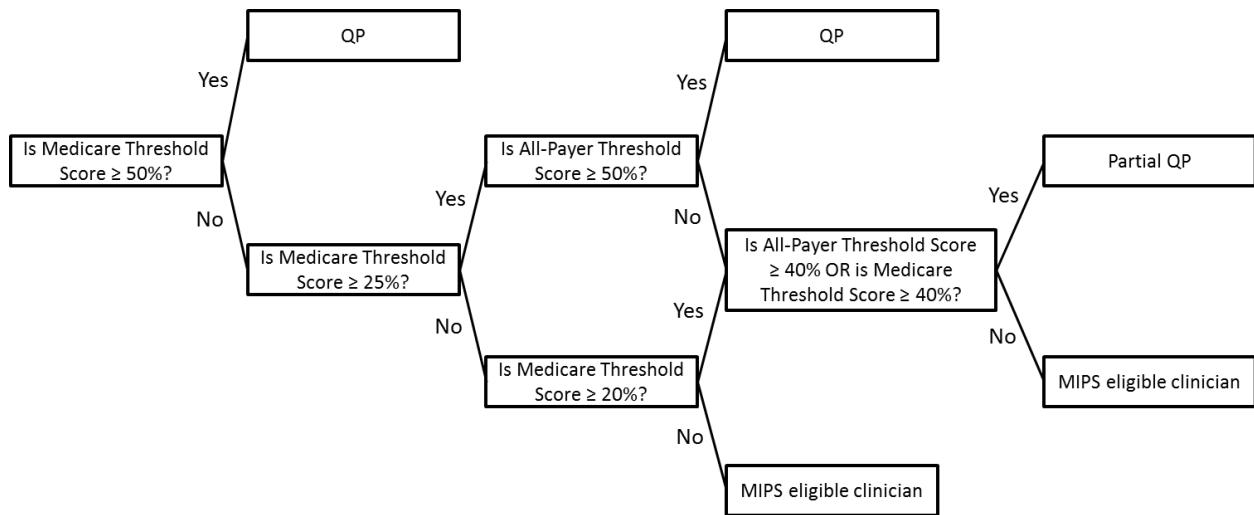 QP
QP
Yes
Yes
Is Medicare Threshold
Score ≥ 50%?
Is All-Payer Threshold
Score ≥ 50%?
Partial QP
Yes
Yes
No
No
Is Medicare Threshold
Score ≥ 25%?
Is All-Payer Threshold Score
≥ 40% OR is Medicare
Threshold Score ≥ 40%?
No
Yes
No
Is Medicare Threshold
Score ≥ 20%?
MIPS eligible clinician
No
MIPS eligible clinician